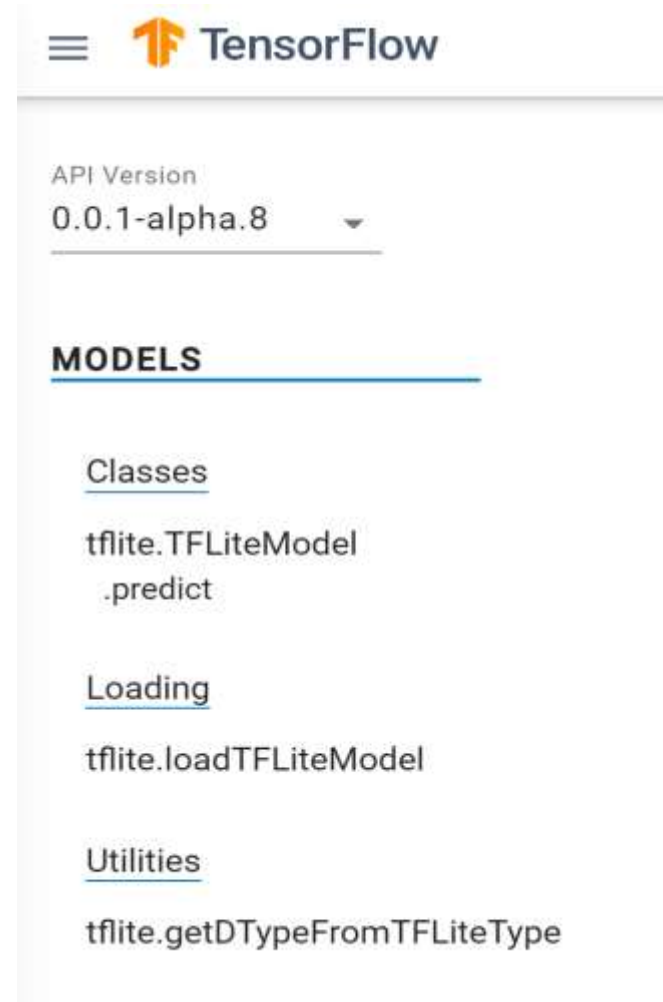 TensorFlow
API Version
0.0.1-alpha.8
MODELS
Classes
tflite.TFLiteModel
.predict
Loading
tflite.loadTFLiteModel
Utilities
tflite.getDTypeFromTFLiteType